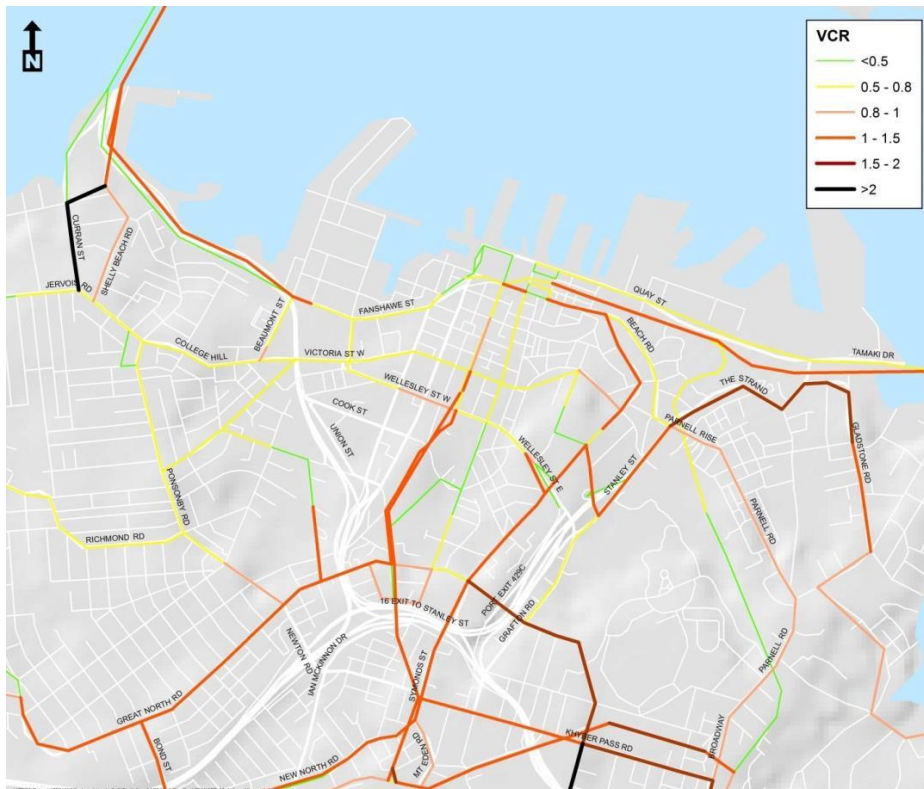 N
VCR
<0.5
0.5 - 0.8
0.8 - 1
1 - 1.5
1.5 - 2
>2
CURRAN ST
SHELLY BEACH RD
JERVOIS RD
BEAUMONT ST
FANSHAWE ST
QUAY ST
BEACH RD
TAMAKI DR
COLLEGE HILL
VICTORIA ST W
WELLESLEY ST W
THE STRAND
COOK ST
UNION ST
PARNELL RISE
GLADSTONE RD
WELLESLEY ST E
STANLEY ST
PONSONBY RD
RICHMOND RD
PARNELL RD
PORT EXIT 429C
16 EXIT TO STANLEY ST
GRAFTON RD
NEWTON RD
IAN MCKINNON DR
PARNELL RD
SYMONDS ST
GREAT NORTH RD
BROADWAY
KHYBER PASS RD
BOND ST
MT EDEN RD
NEW NORTH RD